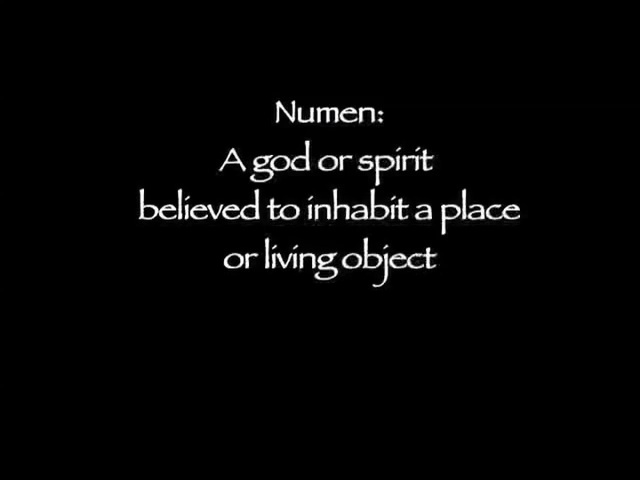 Numen:
A god or spirit
believed to inhabit a place
or living object